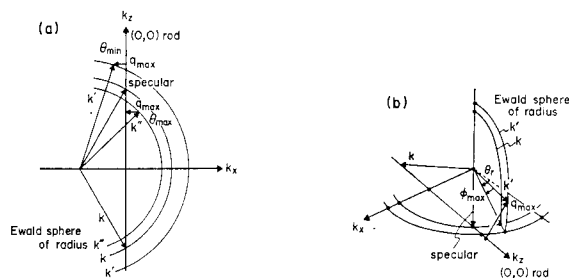 (a)
k_z
(0,0) rod
θ_min
q_max
specular
k'
q_max
k"
θ_max
k_x
k
Ewald sphere
of radius
k"
k
k'
(b)
Ewald sphere
of radius
k'
k
k
θ_f
k'
ϕ_max
q_max
k_x
specular
k_z
(0,0) rod